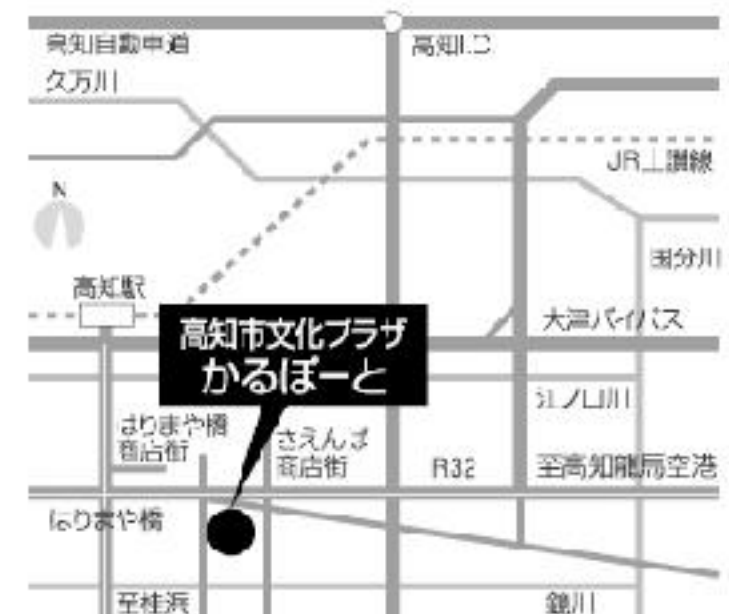 高知自動車道
高知I.C
久万川
JR土讃線
N
国分川
高知駅
大津バイパス
高知市文化プラザ
かるぽーと
江ノ口川
はりまや橋
商店街
さえんば
商店街
R32
至高知龍馬空港
はりまや橋
至桂浜
鏡川